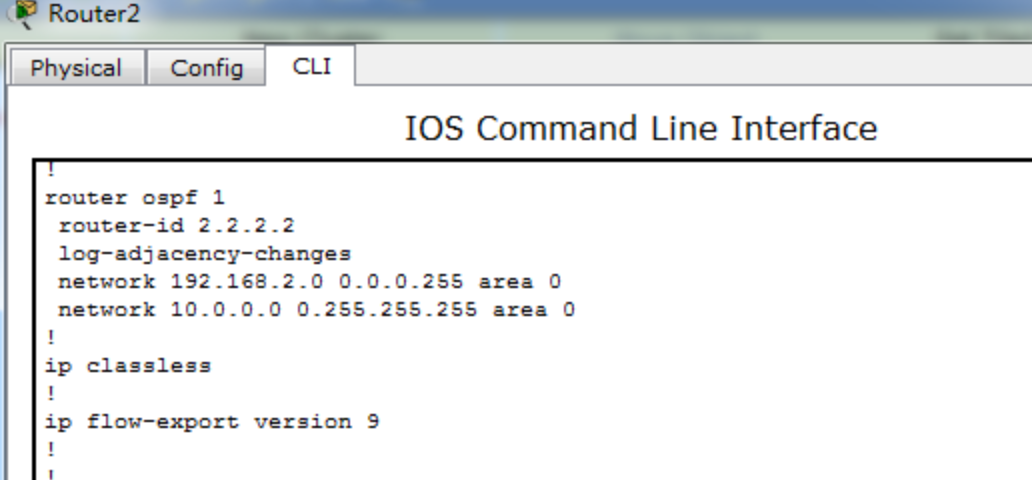 Router2
Physical Config CLI
IOS Command Line Interface
!
router ospf 1
 router-id 2.2.2.2
 log-adjacency-changes
 network 192.168.2.0 0.0.0.255 area 0
 network 10.0.0.0 0.255.255.255 area 0
!
ip classless
!
ip flow-export version 9
!
!